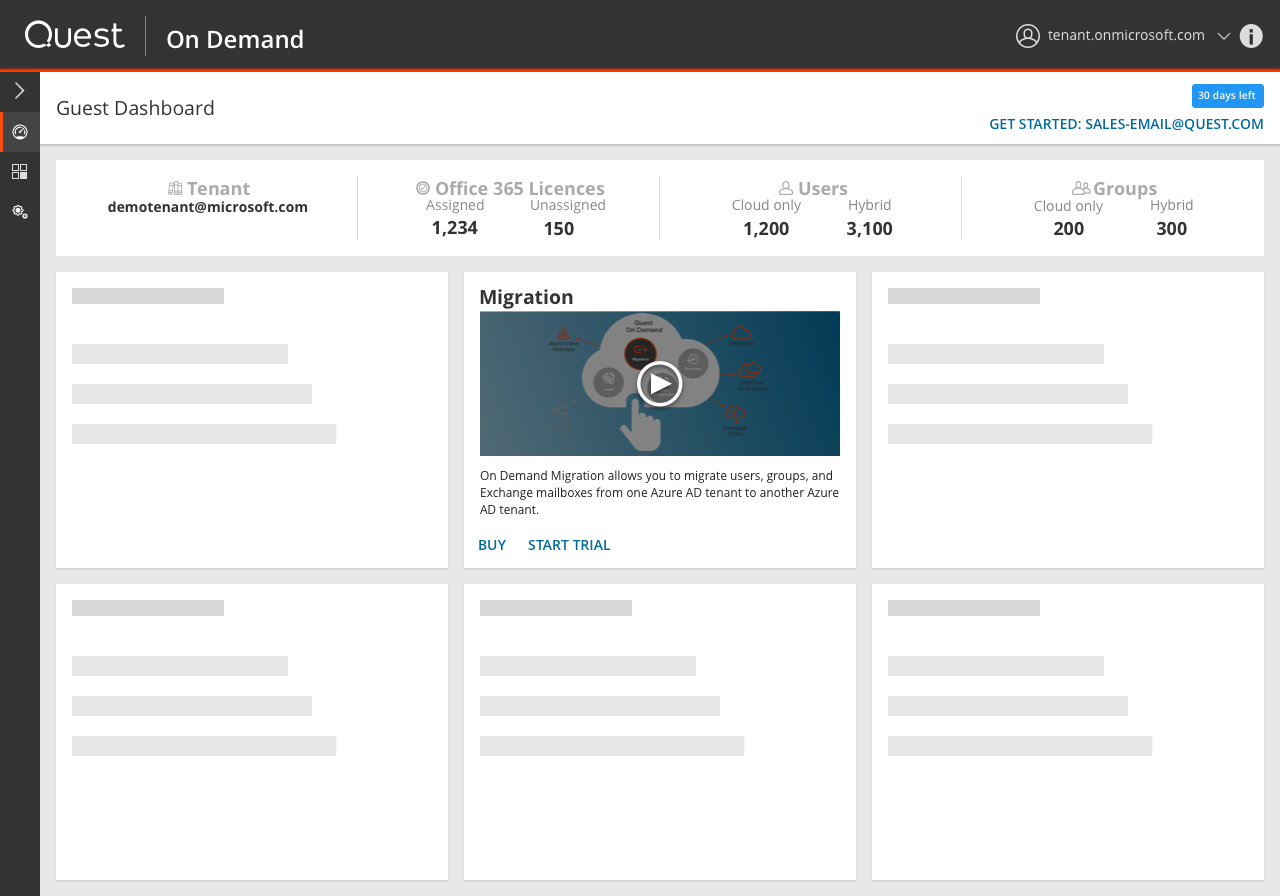 Quest
On Demand
tenant.onmicrosoft.com
Guest Dashboard
30 days left
GET STARTED: SALES-EMAIL@QUEST.COM
Tenant
demotenant@microsoft.com
Office 365 Licences
Assigned Unassigned
1,234 150
Users
Cloud only Hybrid
1,200 3,100
Groups
Cloud only Hybrid
200 300
Migration
Quest
On Demand
Azure Active
Directory
Office 365
Migration
On Demand Migration allows you to migrate users, groups, and
Exchange mailboxes from one Azure AD tenant to another Azure
AD tenant.
BUY START TRIAL